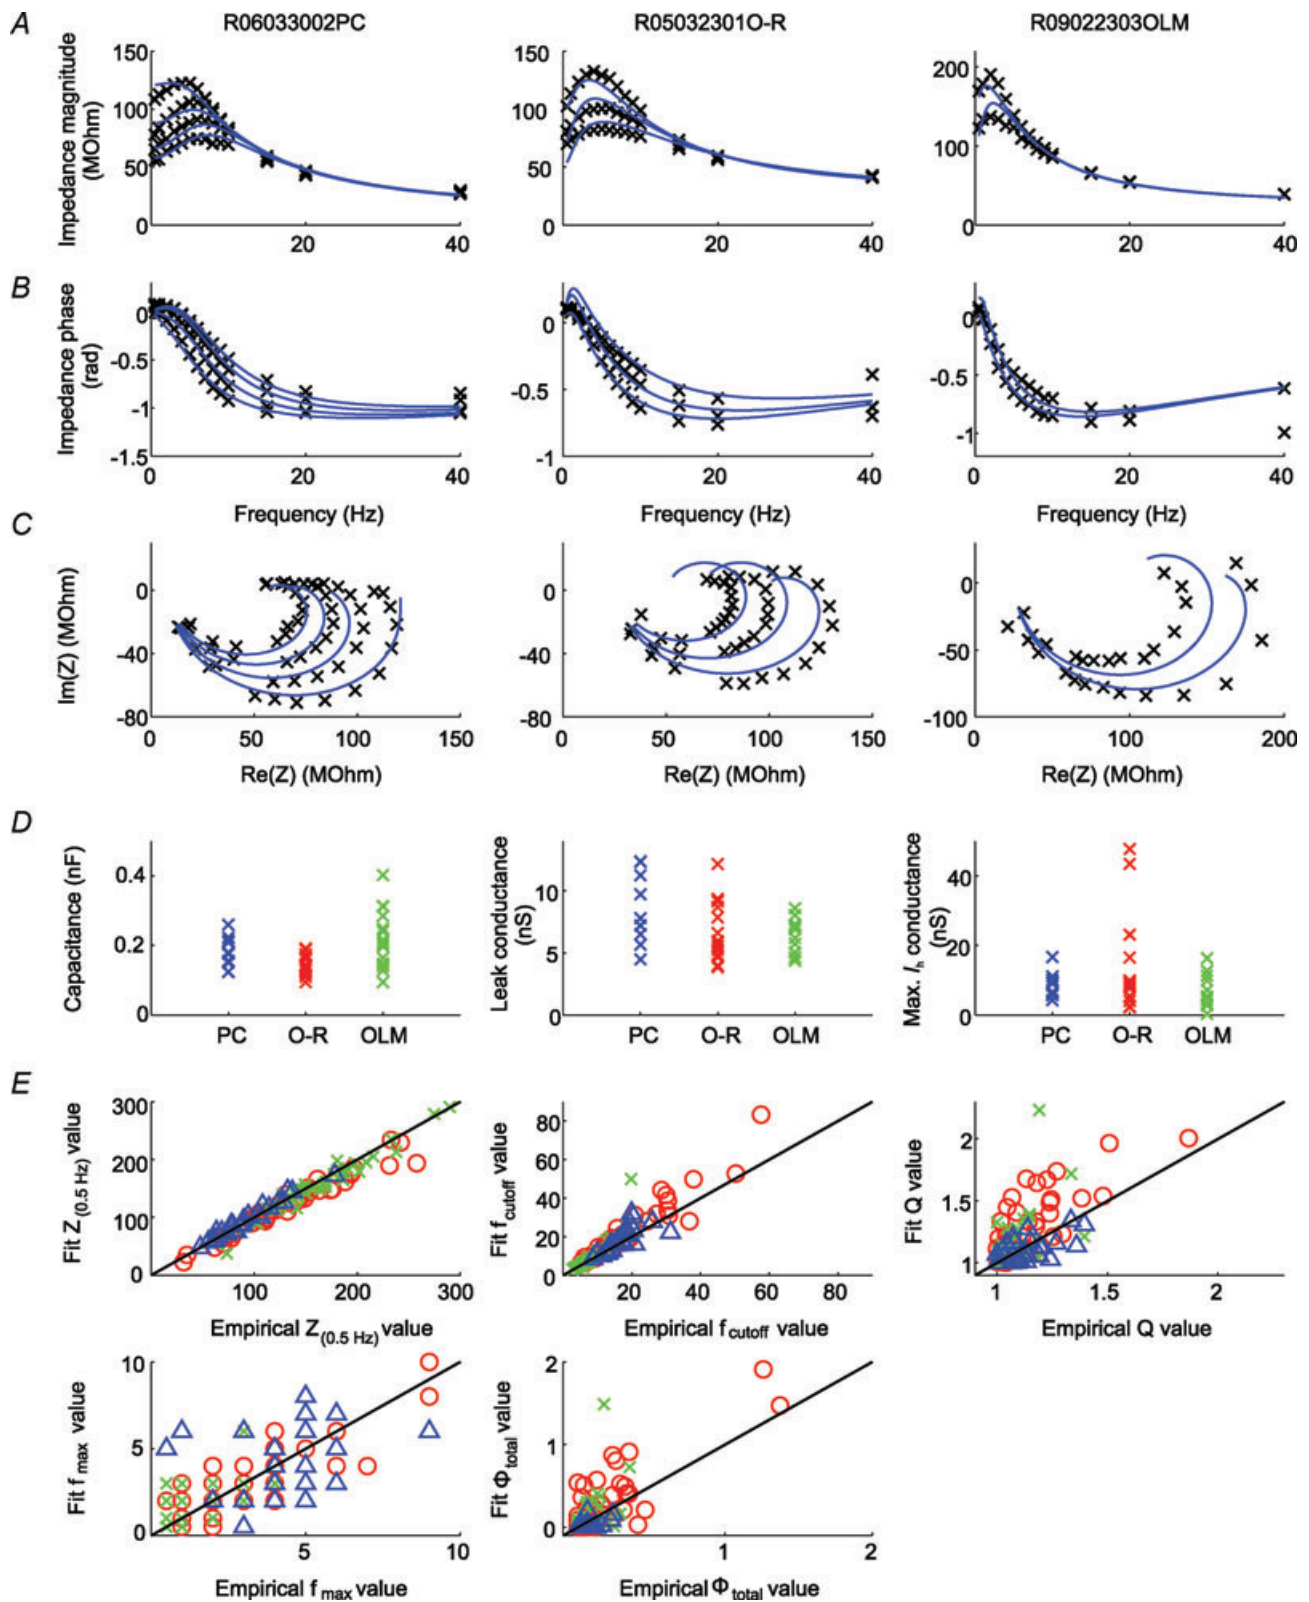 A
R06033002PC
R05032301O-R
R09022303OLM
Impedance magnitude
(MOhm)
150
100
50
0
0
20
40
150
100
50
0
0
20
40
200
100
0
0
20
40
B
Impedance phase
(rad)
0
-0.5
-1
-1.5
0
20
40
0
-0.5
-1
0
20
40
0
-0.5
-1
0
20
40
Frequency (Hz)
Frequency (Hz)
Frequency (Hz)
C
Im(Z) (MOhm)
0
-40
-80
0
50
100
150
0
-40
-80
0
50
100
150
0
-50
-100
0
100
200
Re(Z) (MOhm)
Re(Z) (MOhm)
Re(Z) (MOhm)
D
Capacitance (nF)
0.4
0.2
0
PC
O-R
OLM
Leak conductance
(nS)
10
5
0
PC
O-R
OLM
Max. Ih conductance
(nS)
40
20
0
PC
O-R
OLM
E
Fit Z(0.5 Hz) value
300
200
100
0
100
200
300
Empirical Z(0.5 Hz) value
Fit fcutoff value
80
60
40
20
0
20
40
60
80
Empirical fcutoff value
Fit Q value
2
1.5
1
1
1.5
2
Empirical Q value
Fit fmax value
10
5
0
5
10
Empirical fmax value
Fit Φtotal value
2
1
0
1
2
Empirical Φtotal value